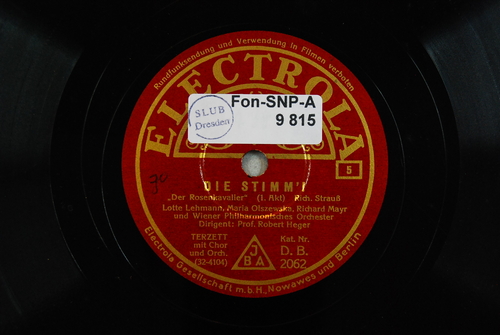 Rundfunksendung und Verwendung in Filmen verboten
ELECTROLA
SLUB
Dresden
Fon-SNP-A
9 815
5
DIE STIMM'!
„Der Rosenkavalier" (1. Akt) Rich. Strauß
Lotte Lehmann, Maria Olszewska, Richard Mayr
und Wiener Philharmonisches Orchester
Dirigent: Prof. Robert Heger
TERZETT
mit Chor
und Orch.
(32-4104)
J
B A
Kat. Nr.
D. B.
2062
Electrola Gesellschaft m.b.H., Nowawes und Berlin